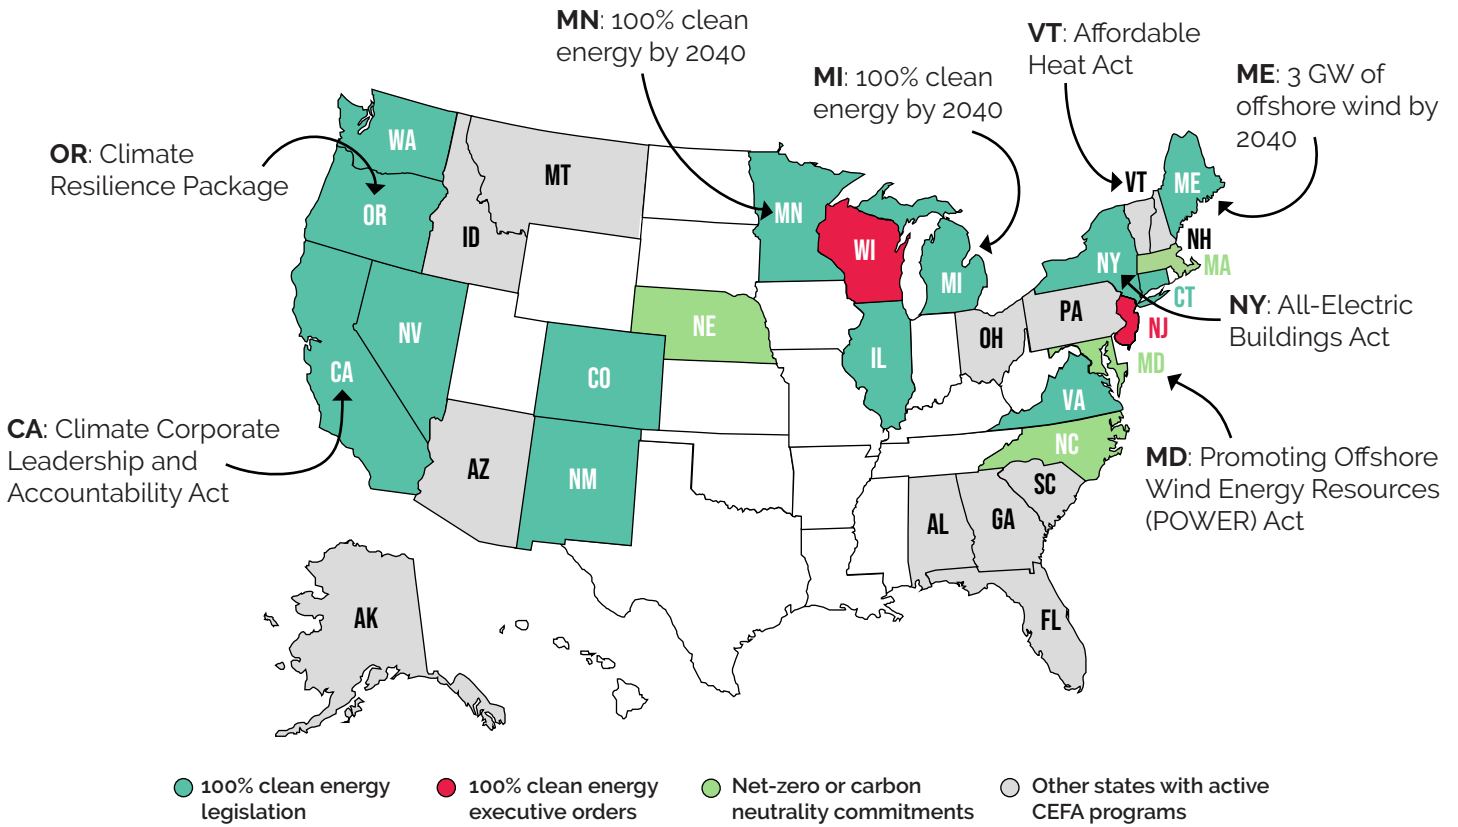 MN: 100% clean
energy by 2040
VT: Affordable
Heat Act
MI: 100% clean
energy by 2040
ME: 3 GW of
offshore wind by
2040
OR: Climate
Resilience Package
WA
MT
OR
ID
MN
WI
MI
VT
ME
NH
NY
MA
CT
NY: All-Electric
Buildings Act
NV
NE
PA
NJ
OH
IL
MD
CA
CO
VA
CA: Climate Corporate
Leadership and
Accountability Act
AZ
NM
NC
SC
AL
GA
MD: Promoting Offshore
Wind Energy Resources
(POWER) Act
AK
FL
100% clean energy
legislation
100% clean energy
executive orders
Net-zero or carbon
neutrality commitments
Other states with active
CEFA programs